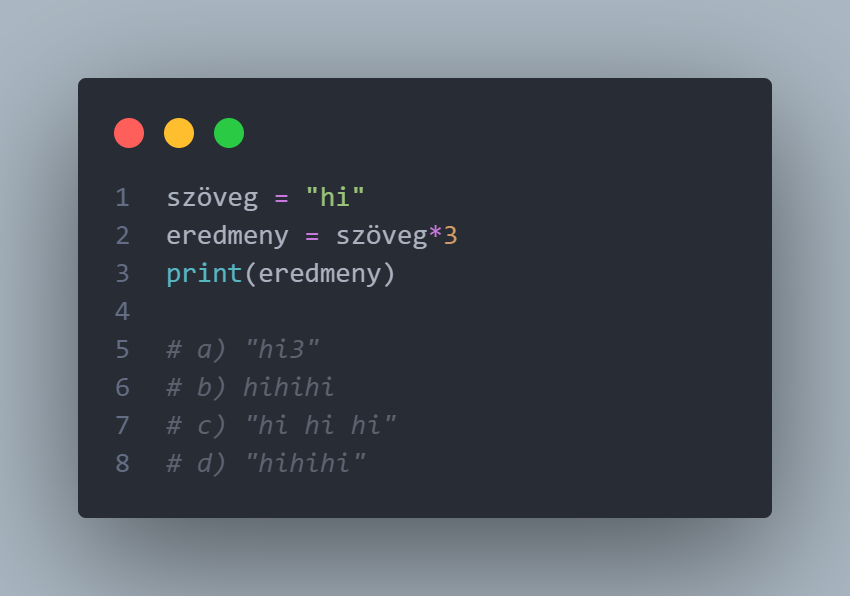 1 szöveg = "hi"
2 eredmeny = szöveg*3
3 print(eredmeny)
4
5 # a) "hi3"
6 # b) hihihi
7 # c) "hi hi hi"
8 # d) "hihihi"